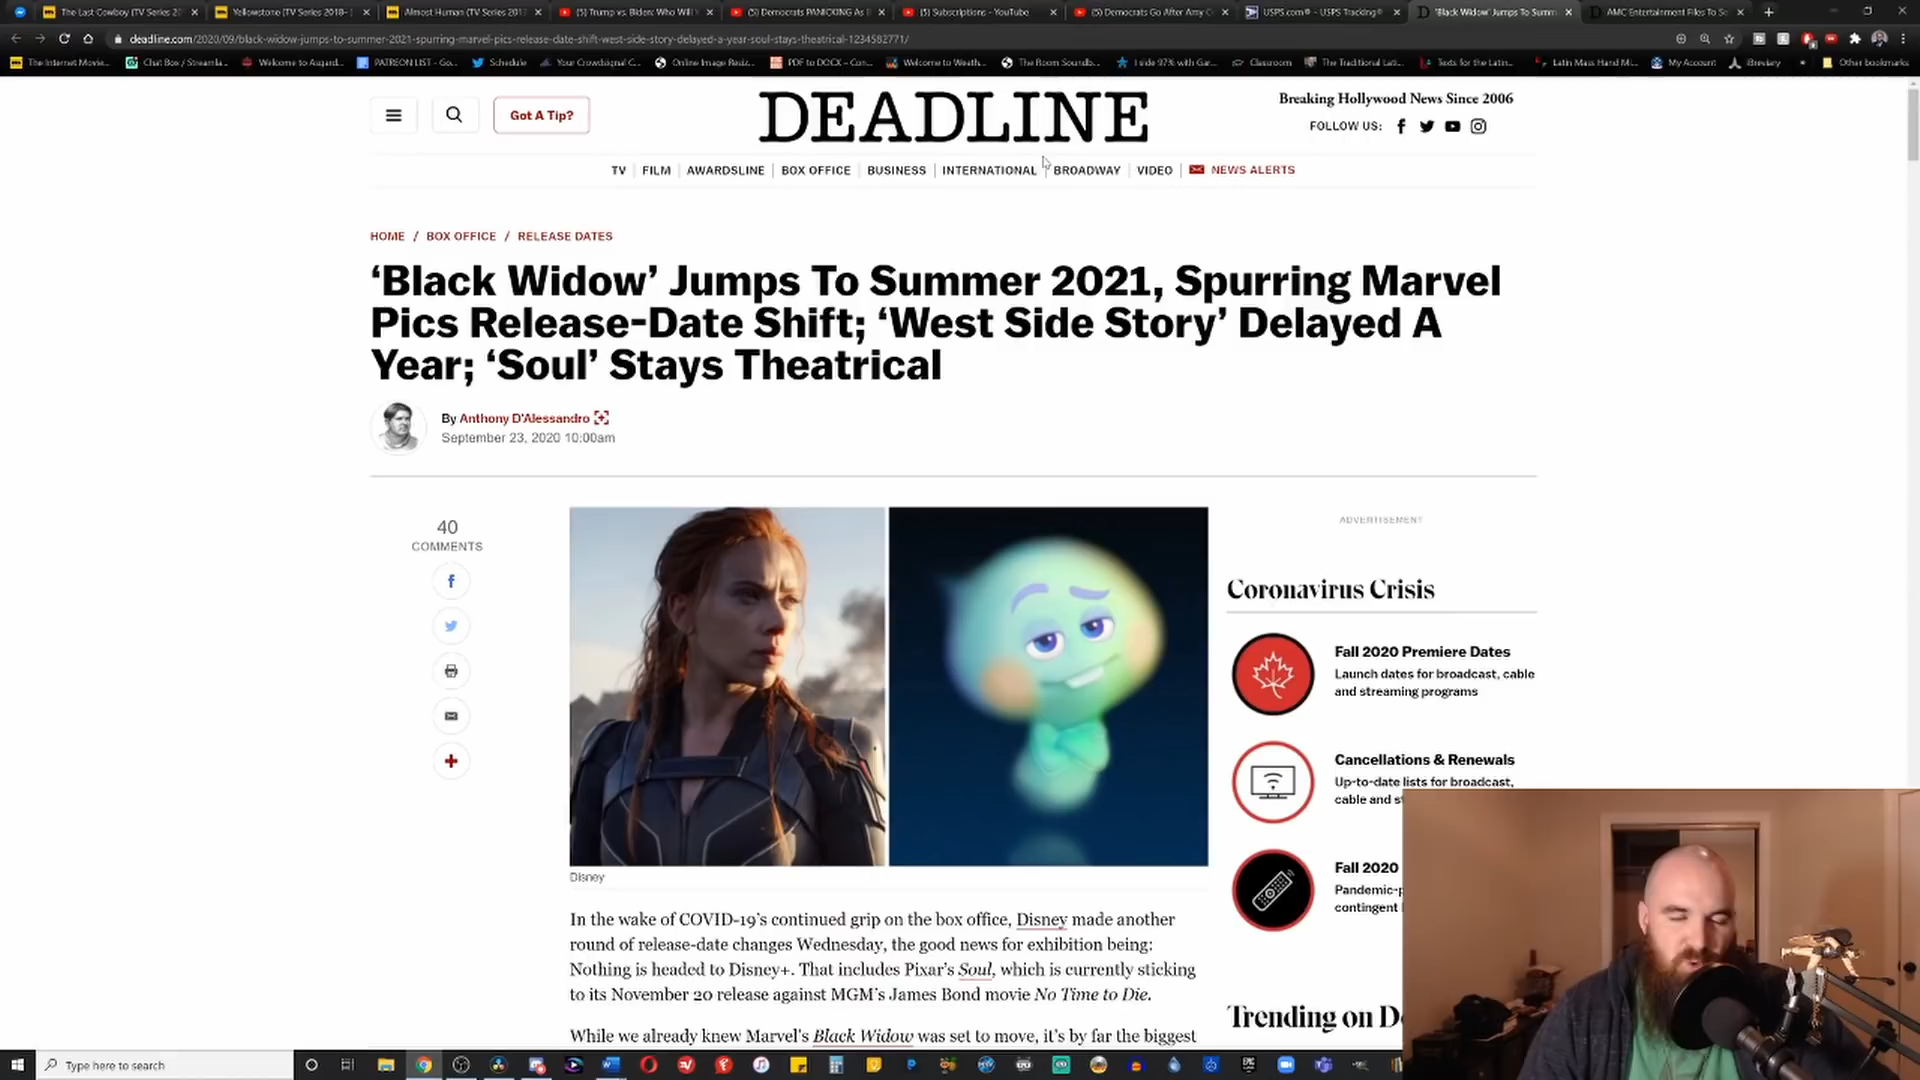 The Last Cowboy (TV Series 2
Yellowstone (TV Series 2018–
Almost Human (TV Series 201
(5) Trump vs. Biden: Who Will
(5) Democrats PANICKING As
(5) Subscriptions - YouTube
(5) Democrats Go After Amy C
USPS.com® - USPS Tracking®
'Black Widow' Jumps To Summ
AMC Entertainment Files To Se
deadline.com/2020/09/black-widow-jumps-to-summer-2021-spurring-marvel-pics-release-date-shift-west-side-story-delayed-a-year-soul-stays-theatrical-1234582771/
The Internet Movie...
Chat Box / Streamla...
Welcome to Asgard...
PATREON LIST - Go...
Schedule
Your Crowdsignal C...
Online Image Resiz...
PDF to DOCX – Con...
Welcome to Weath...
The Room Soundb...
I side 97% with Gar...
Classroom
The Traditional Lati...
Texts for the Latin...
Latin Mass Hand Mi...
My Account
iBreviary
Other bookmarks
Got A Tip?
DEADLINE
Breaking Hollywood News Since 2006
FOLLOW US:
TV FILM AWARDSLINE BOX OFFICE BUSINESS INTERNATIONAL BROADWAY VIDEO NEWS ALERTS
HOME / BOX OFFICE / RELEASE DATES
‘Black Widow’ Jumps To Summer 2021, Spurring Marvel
Pics Release-Date Shift; ‘West Side Story’ Delayed A
Year; ‘Soul’ Stays Theatrical
By Anthony D'Alessandro
September 23, 2020 10:00am
40
COMMENTS
ADVERTISEMENT
Coronavirus Crisis
Fall 2020 Premiere Dates
Launch dates for broadcast, cable
and streaming programs
Cancellations & Renewals
Up-to-date lists for broadcast,
cable and s
Fall 2020
Pandemic-p
contingent
Disney
In the wake of COVID-19’s continued grip on the box office, Disney made another
round of release-date changes Wednesday, the good news for exhibition being:
Nothing is headed to Disney+. That includes Pixar’s Soul, which is currently sticking
to its November 20 release against MGM’s James Bond movie No Time to Die.
Trending on D
While we already knew Marvel's Black Widow was set to move, it’s by far the biggest
Type here to search